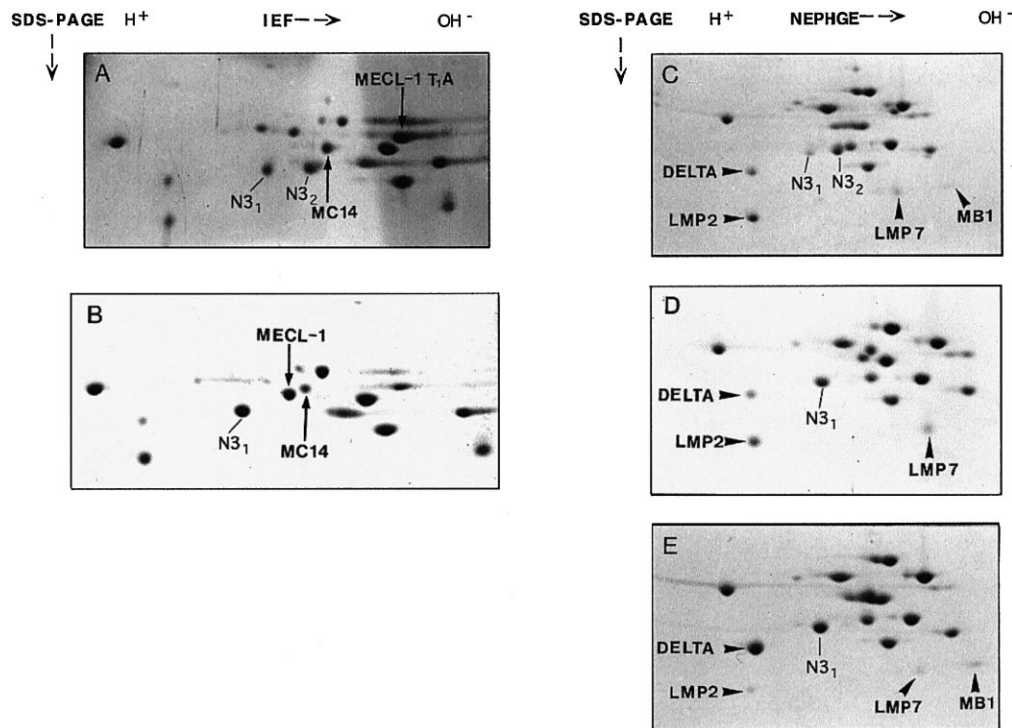 SDS-PAGE H+ IEF OH-
A
MECL-1 T1A
N31
N32
MC14
B
MECL-1
N31
MC14
SDS-PAGE H+ NEPHGE OH-
C
DELTA
N31
N32
LMP2
LMP7
MB1
D
DELTA
N31
LMP2
LMP7
E
DELTA
N31
LMP2
LMP7
MB1